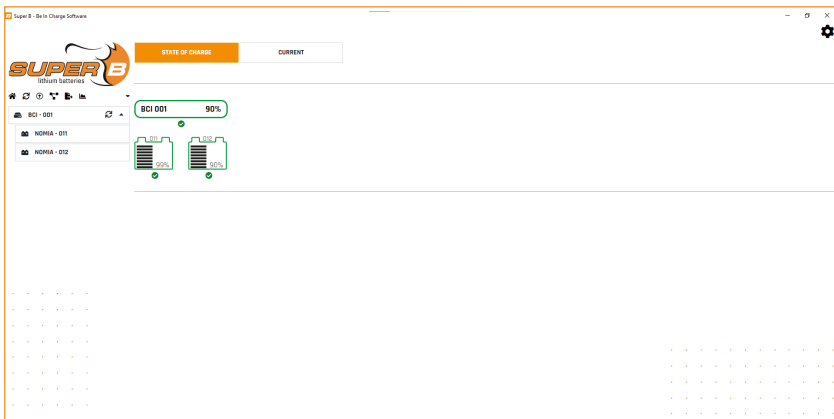 Super B - Be In Charge Software
SUPER B
lithium batteries
STATE OF CHARGE
CURRENT
BCI - 001
NOMIA - 011
NOMIA - 012
BCI 001 90%
011 012
99% 90%